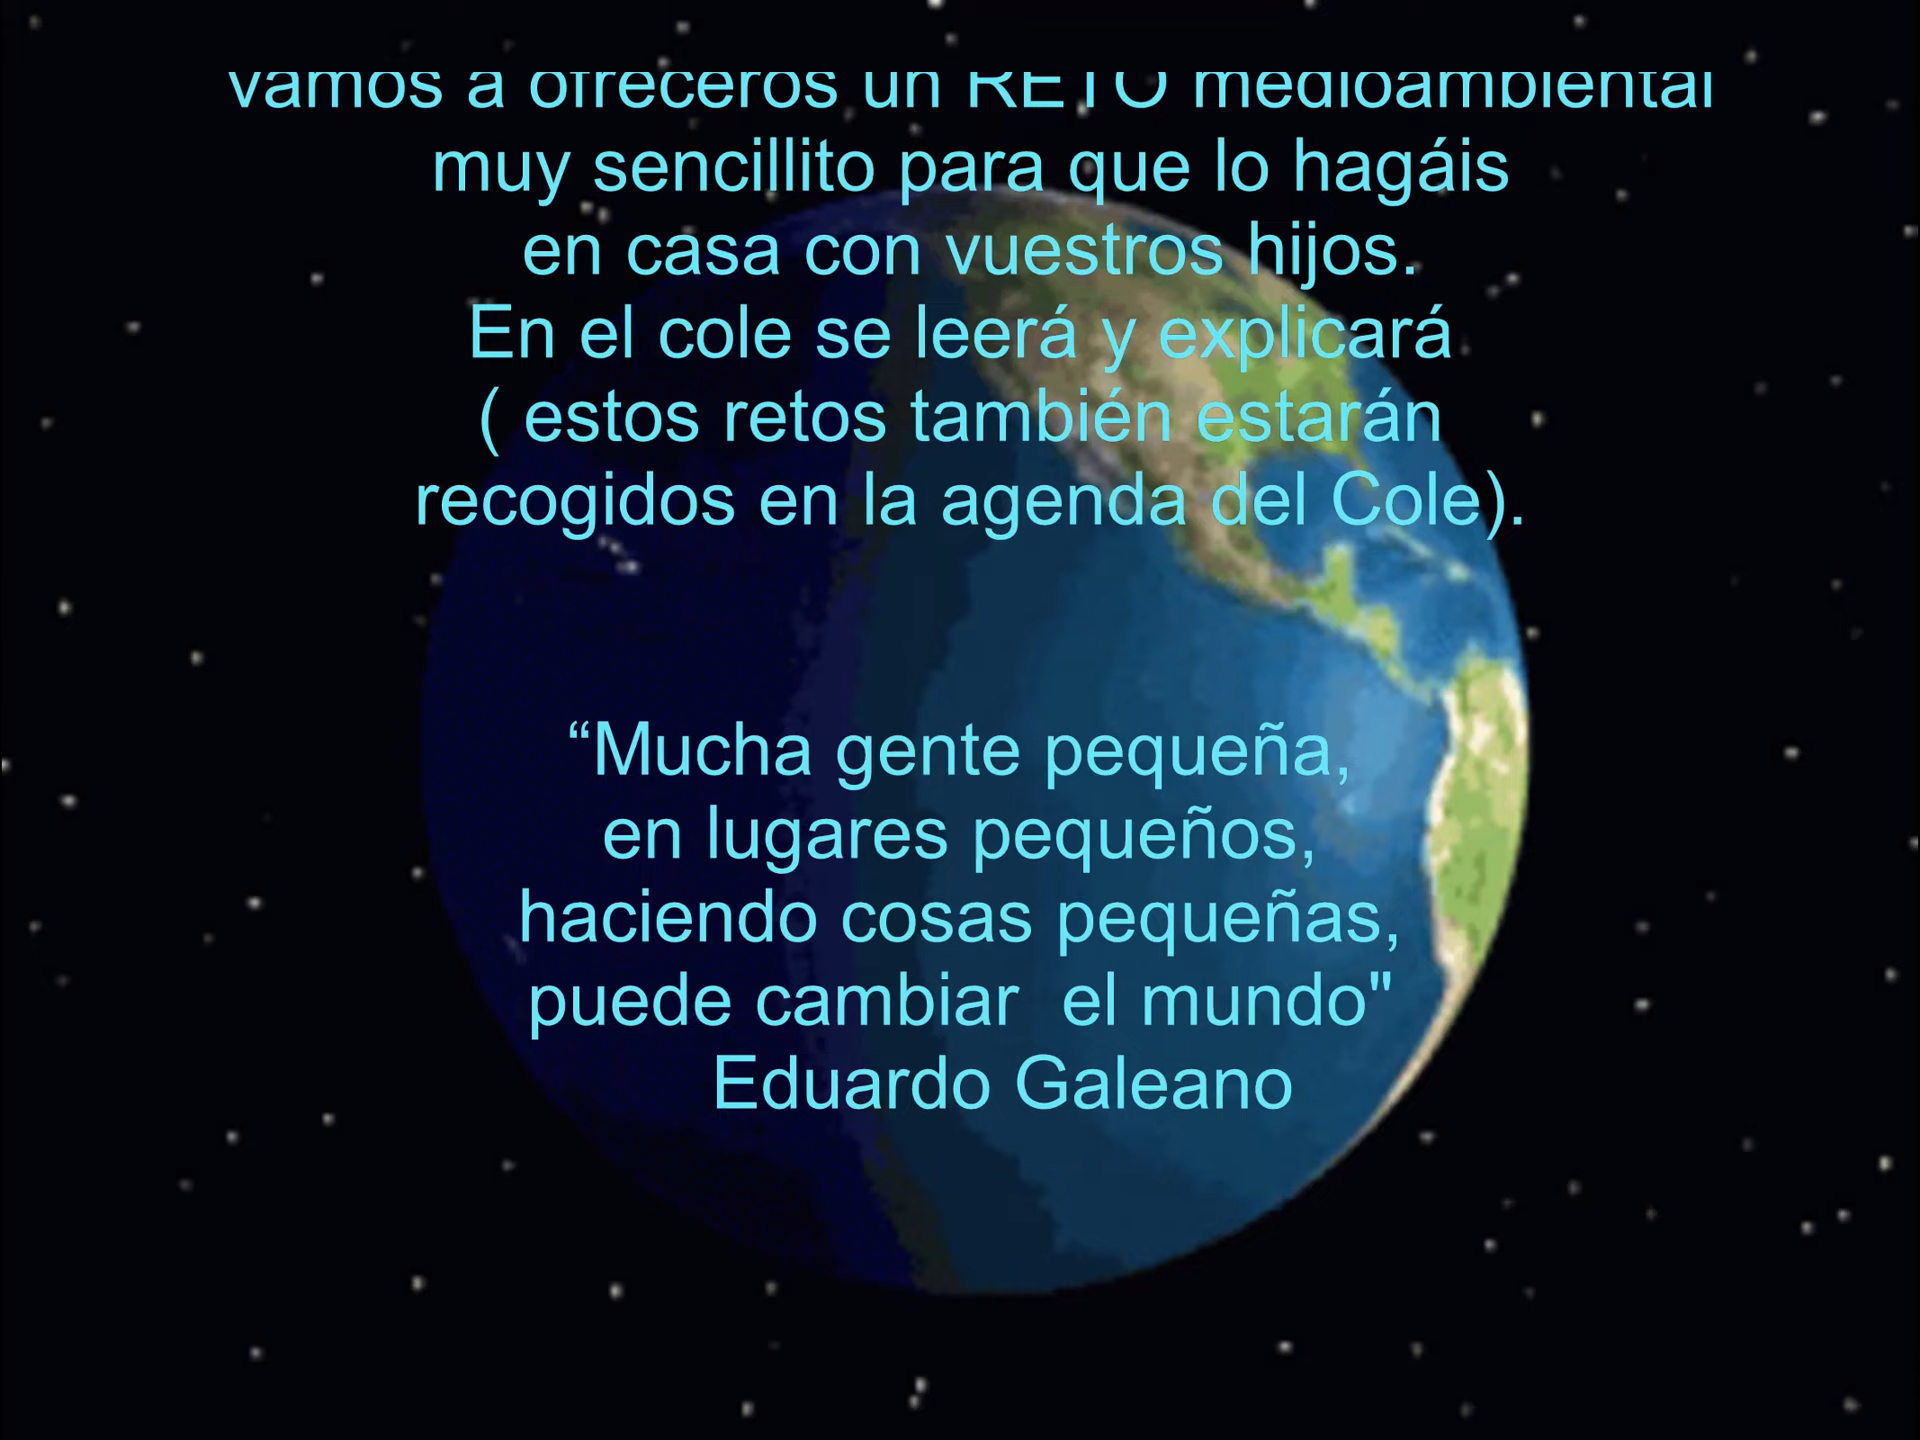 vamos a ofreceros un RETO medioambiental
muy sencillito para que lo hagáis
en casa con vuestros hijos.
En el cole se leerá y explicará
( estos retos también estarán
recogidos en la agenda del Cole).
“Mucha gente pequeña,
en lugares pequeños,
haciendo cosas pequeñas,
puede cambiar  el mundo"
Eduardo Galeano